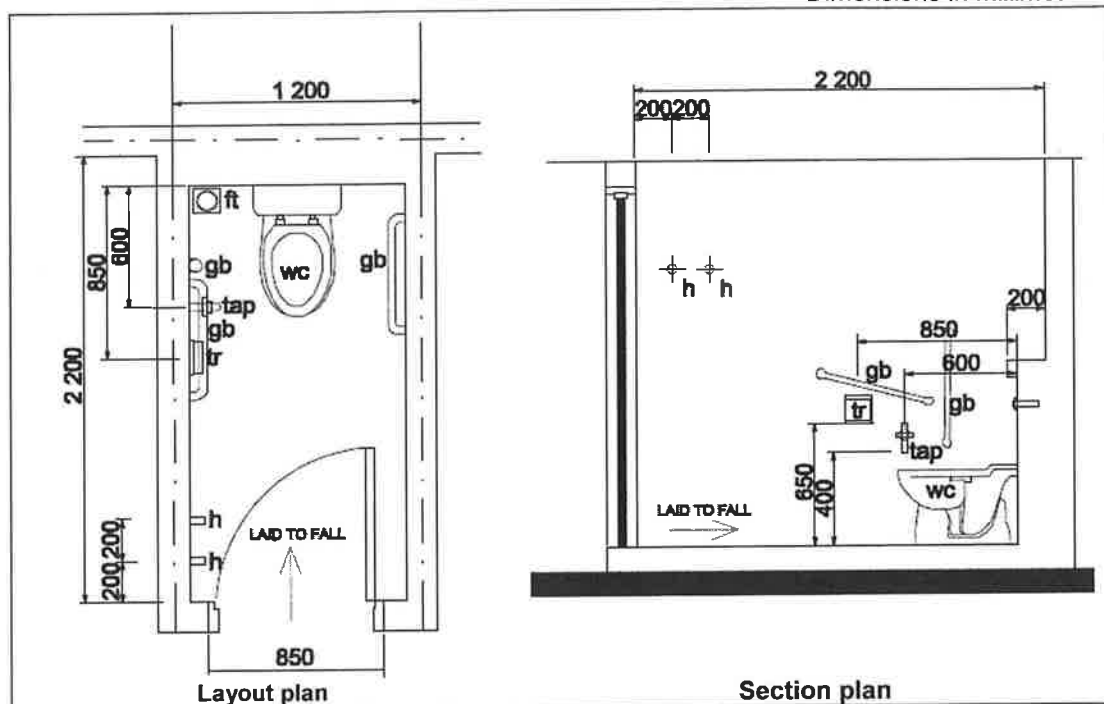 1 200
ft
WC
gb
gb
tap
gb
tr
600
850
2 200
h
h
200
200
LAID TO FALL
850
Layout plan
2 200
200
200
h
h
200
850
600
gb
gb
tr
tap
WC
650
400
LAID TO FALL
Section plan